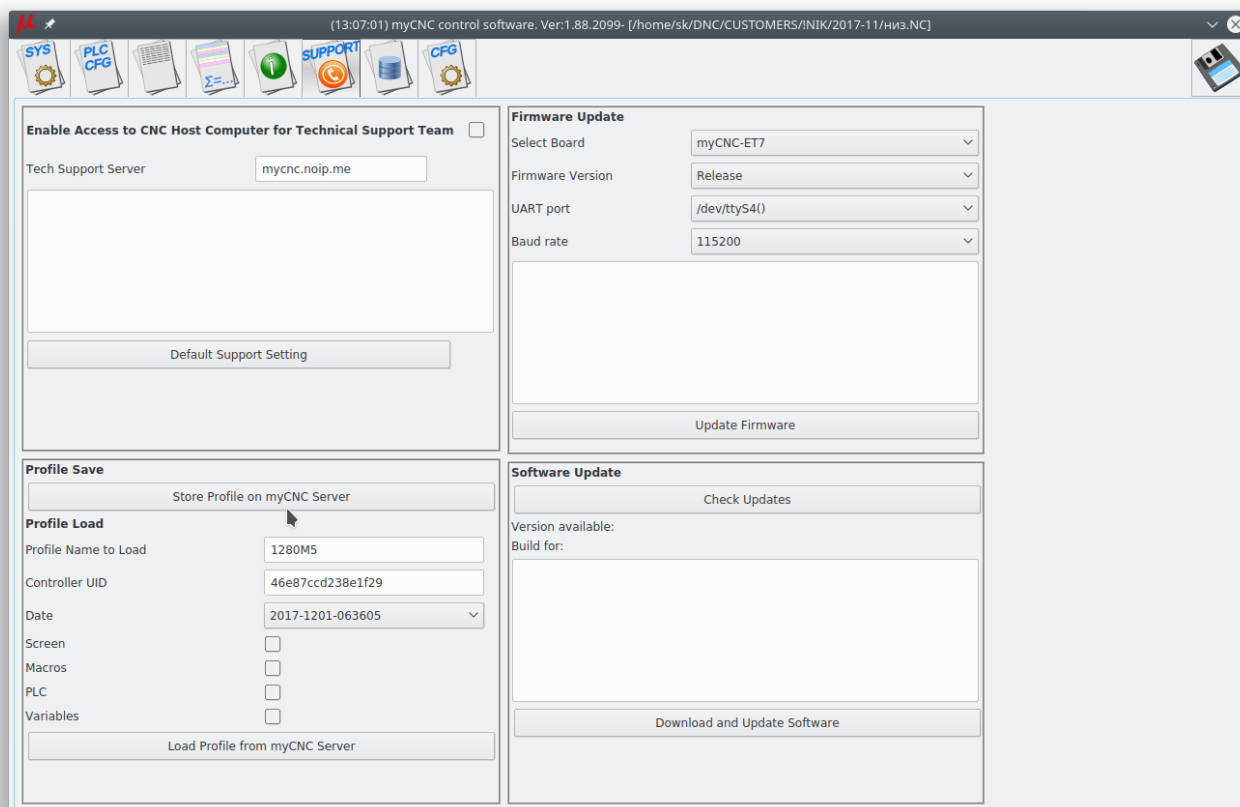 μ (13:07:01) myCNC control software. Ver:1.88.2099- [/home/sk/DNC/CUSTOMERS/!NIK/2017-11/низ.NC]
SYS PLC CFG Σ=... i SUPPORT CFG
Enable Access to CNC Host Computer for Technical Support Team
Tech Support Server mycnc.noip.me
Default Support Setting
Firmware Update
Select Board myCNC-ET7
Firmware Version Release
UART port /dev/ttyS4()
Baud rate 115200
Update Firmware
Profile Save
Store Profile on myCNC Server
Profile Load
Profile Name to Load 1280M5
Controller UID 46e87ccd238e1f29
Date 2017-1201-063605
Screen
Macros
PLC
Variables
Load Profile from myCNC Server
Software Update
Check Updates
Version available:
Build for:
Download and Update Software